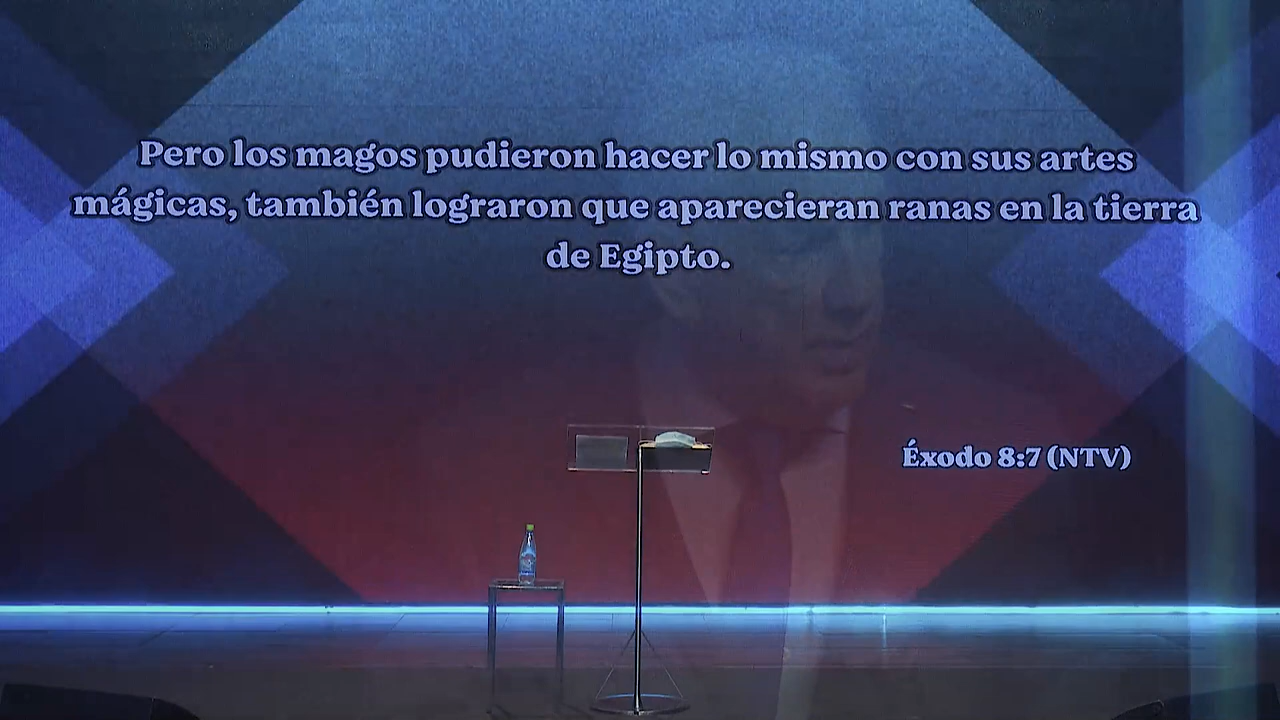 Pero los magos pudieron hacer lo mismo con sus artes
mágicas, también lograron que aparecieran ranas en la tierra
de Egipto.
Éxodo 8:7 (NTV)